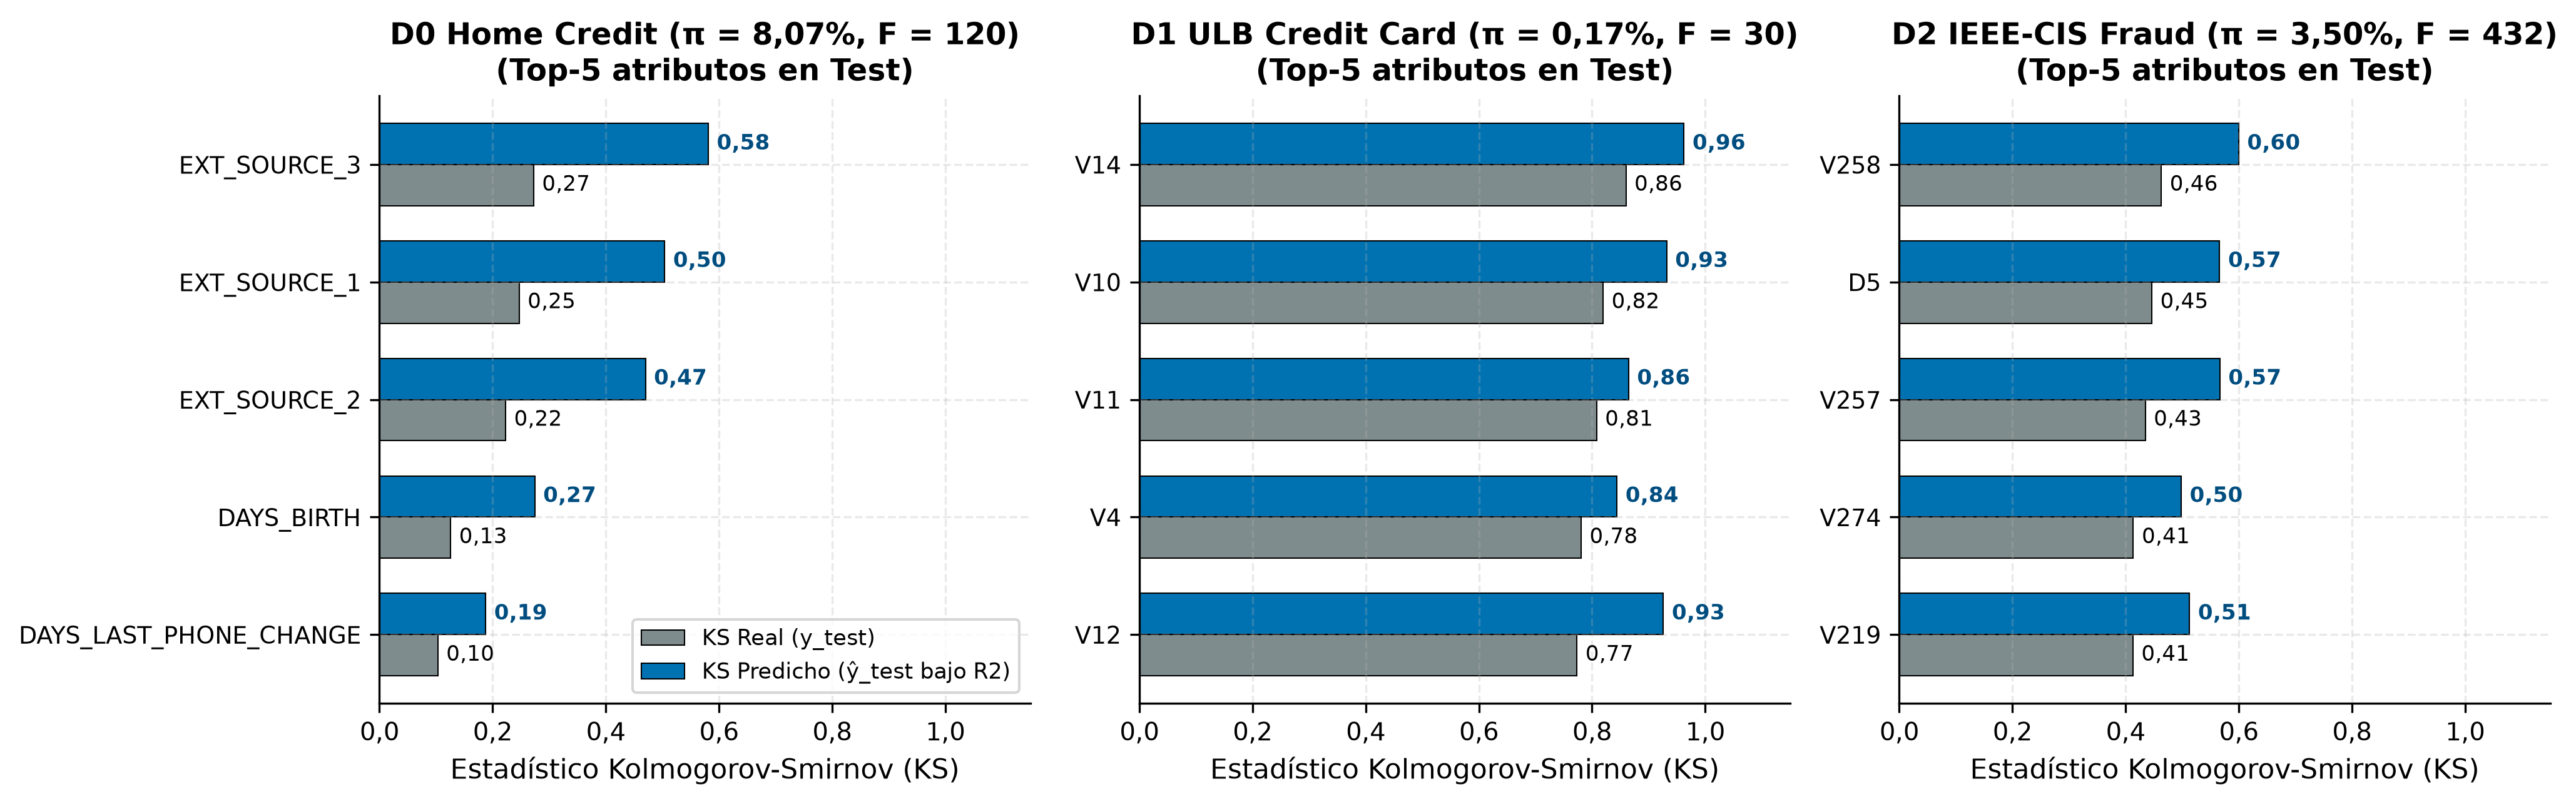 D0 Home Credit (π = 8,07%, F = 120)
(Top-5 atributos en Test)
EXT_SOURCE_3
0,58
0,27
EXT_SOURCE_1
0,50
0,25
EXT_SOURCE_2
0,47
0,22
DAYS_BIRTH
0,27
0,13
DAYS_LAST_PHONE_CHANGE
0,19
0,10
KS Real (y_test)
KS Predicho (ŷ_test bajo R2)
0,0 0,2 0,4 0,6 0,8 1,0
Estadístico Kolmogorov-Smirnov (KS)
D1 ULB Credit Card (π = 0,17%, F = 30)
(Top-5 atributos en Test)
V14
0,96
0,86
V10
0,93
0,82
V11
0,86
0,81
V4
0,84
0,78
V12
0,93
0,77
0,0 0,2 0,4 0,6 0,8 1,0
Estadístico Kolmogorov-Smirnov (KS)
D2 IEEE-CIS Fraud (π = 3,50%, F = 432)
(Top-5 atributos en Test)
V258
0,60
0,46
D5
0,57
0,45
V257
0,57
0,43
V274
0,50
0,41
V219
0,51
0,41
0,0 0,2 0,4 0,6 0,8 1,0
Estadístico Kolmogorov-Smirnov (KS)